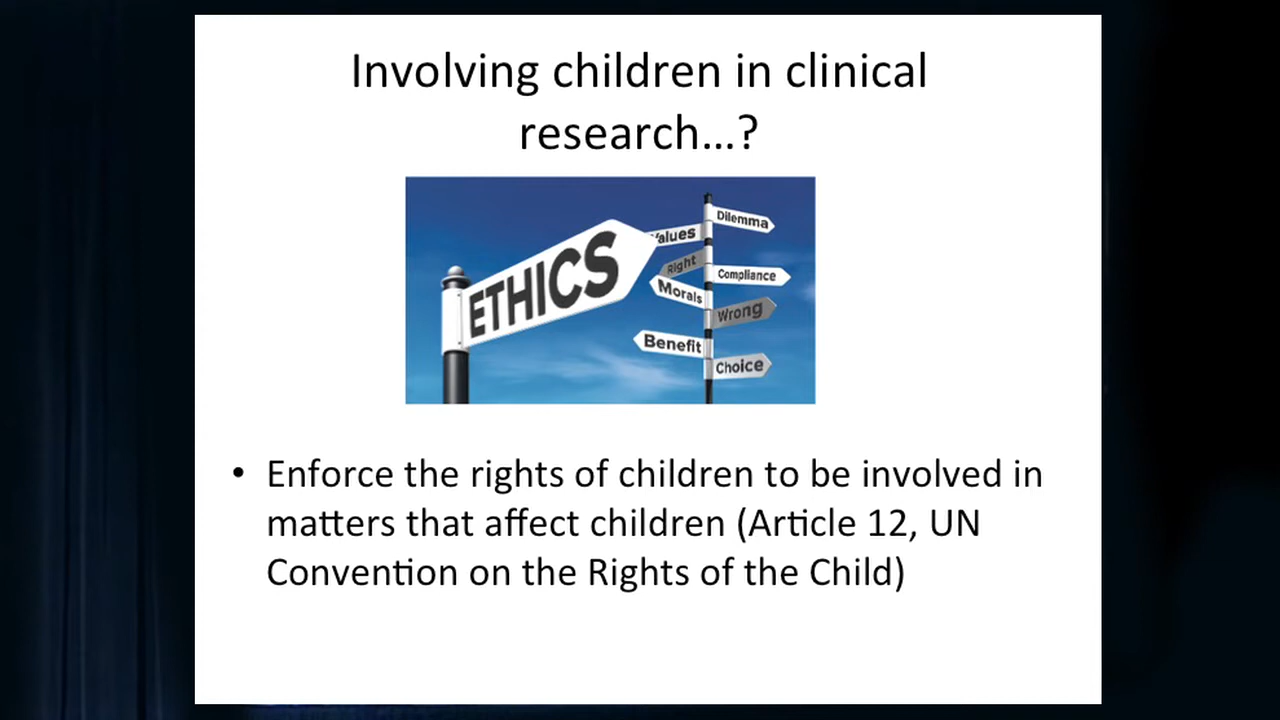 Involving children in clinical
research...?
ETHICS
Dilemma
Values
Right
Compliance
Morals
Wrong
Benefit
Choice
• Enforce the rights of children to be involved in
matters that affect children (Article 12, UN
Convention on the Rights of the Child)